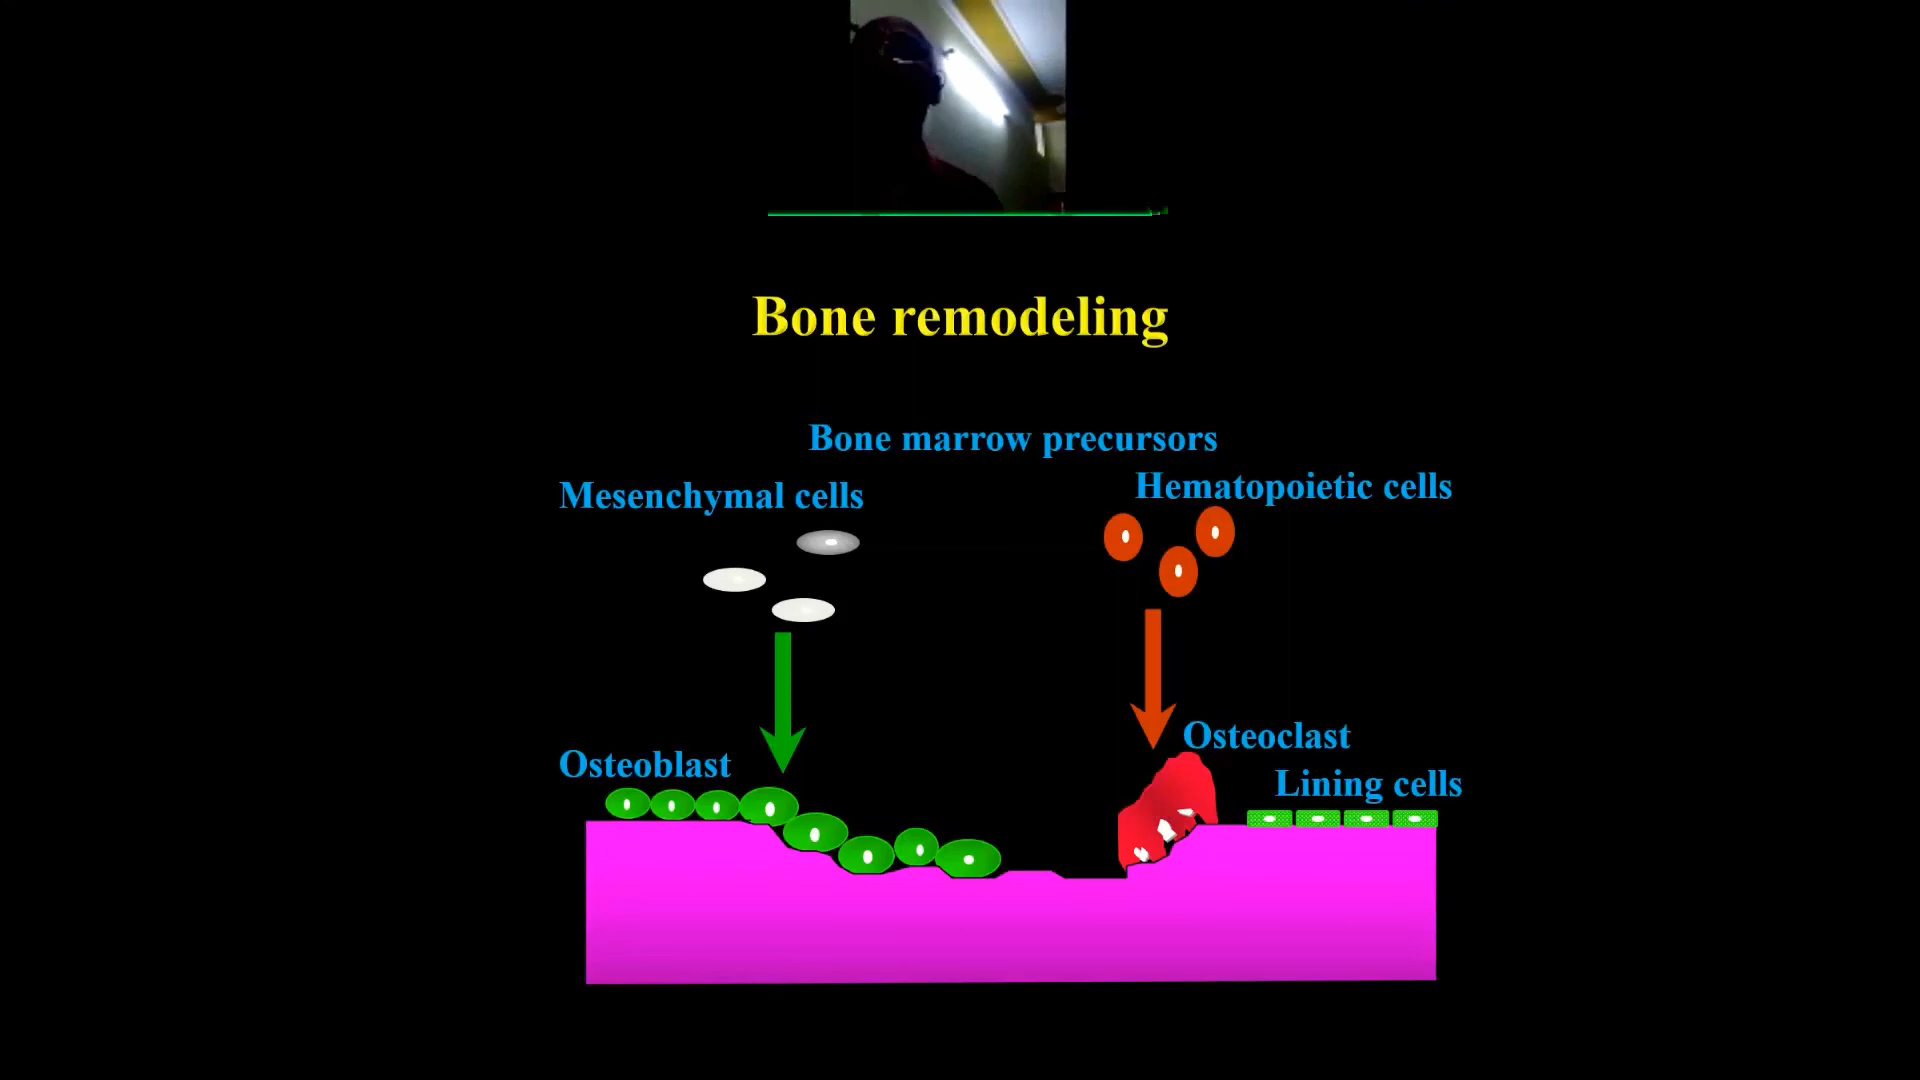 Bone remodeling
Bone marrow precursors
Mesenchymal cells
Hematopoietic cells
Osteoblast
Osteoclast
Lining cells